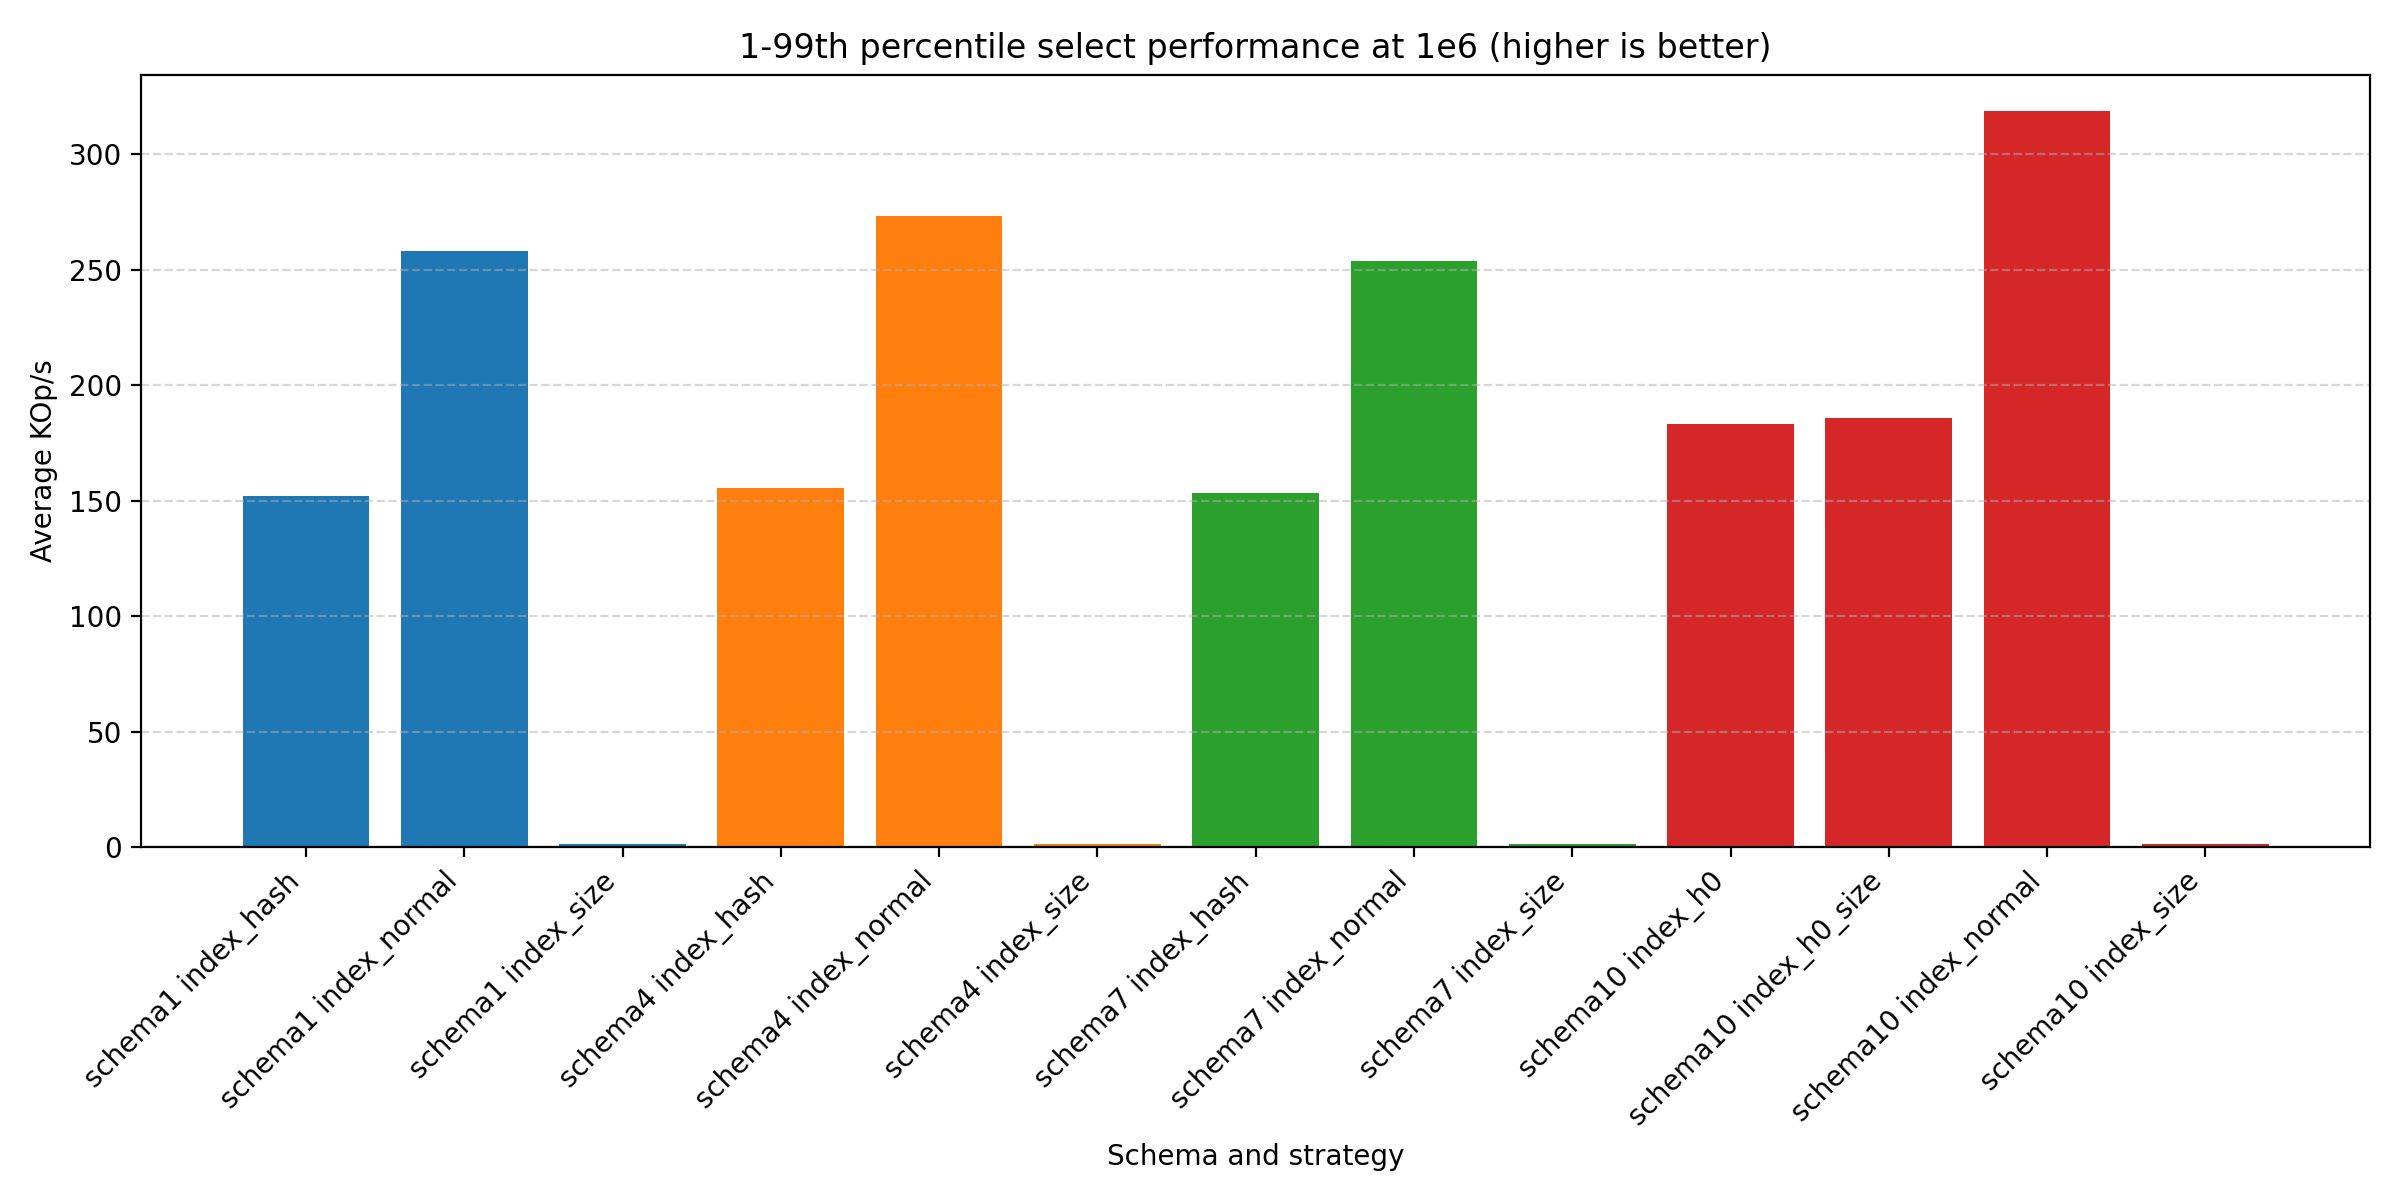 1-99th percentile select performance at 1e6 (higher is better)
Average KOp/s
300
250
200
150
100
50
0
schema1 index_hash
schema1 index_normal
schema1 index_size
schema4 index_hash
schema4 index_normal
schema4 index_size
schema7 index_hash
schema7 index_normal
schema7 index_size
schema10 index_h0
schema10 index_h0_size
schema10 index_normal
schema10 index_size
Schema and strategy